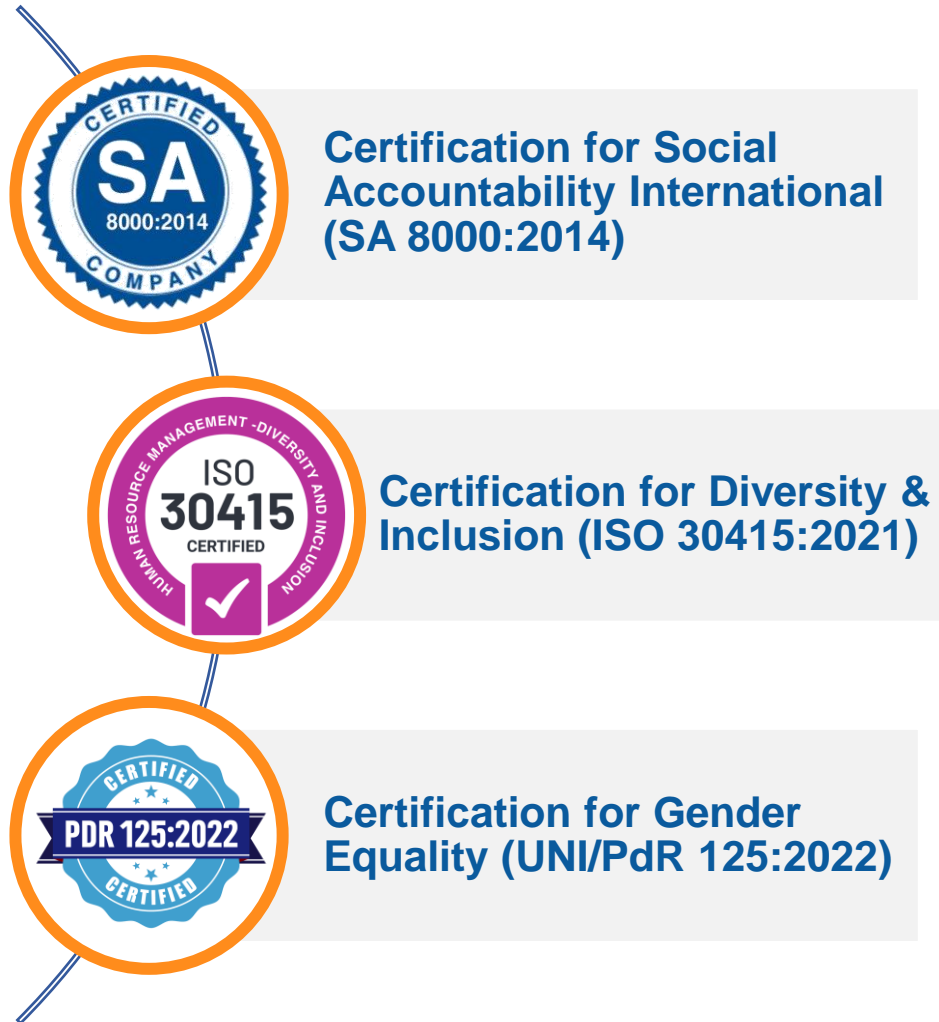 CERTIFIED
SA
8000:2014
COMPANY
Certification for Social
Accountability International
(SA 8000:2014)
HUMAN RESOURCE MANAGEMENT -DIVERSITY AND INCLUSION
ISO
30415
CERTIFIED
Certification for Diversity &
Inclusion (ISO 30415:2021)
CERTIFIED
PDR 125:2022
CERTIFIED
Certification for Gender
Equality (UNI/PdR 125:2022)